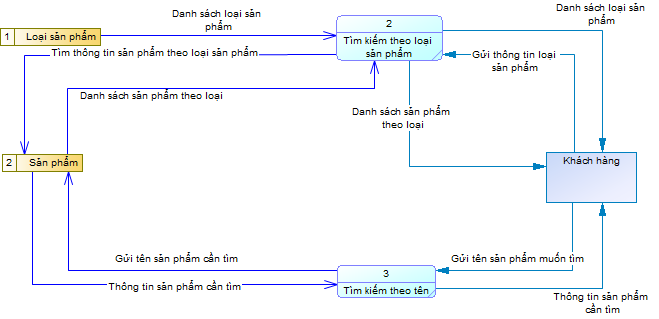 Danh sách loại sản
phẩm
Danh sách loại sản
phẩm
1 Loại sản phẩm
2
Tìm kiếm theo loại
sản phẩm
Tìm thông tin sản phẩm theo loại sản phẩm
Gửi thông tin loại
sản phẩm
Danh sách sản phẩm theo loại
Danh sách sản phẩm
theo loại
2 Sản phẩm
Khách hàng
Gửi tên sản phẩm cần tìm
Gửi tên sản phẩm muốn tìm
3
Tìm kiếm theo tên
Thông tin sản phẩm cần tìm
Thông tin sản phẩm
cần tìm